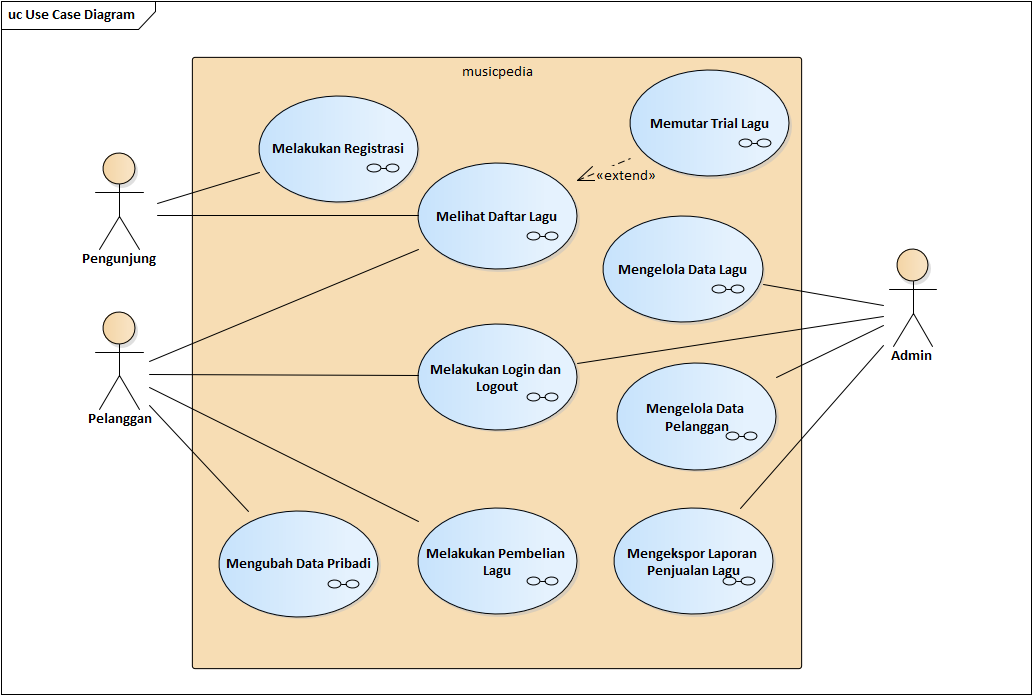 uc Use Case Diagram
musicpedia
Memutar Trial Lagu
Melakukan Registrasi
«extend»
Melihat Daftar Lagu
Pengunjung
Mengelola Data Lagu
Admin
Melakukan Login dan
Logout
Pelanggan
Mengelola Data
Pelanggan
Mengubah Data Pribadi
Melakukan Pembelian
Lagu
Mengekspor Laporan
Penjualan Lagu